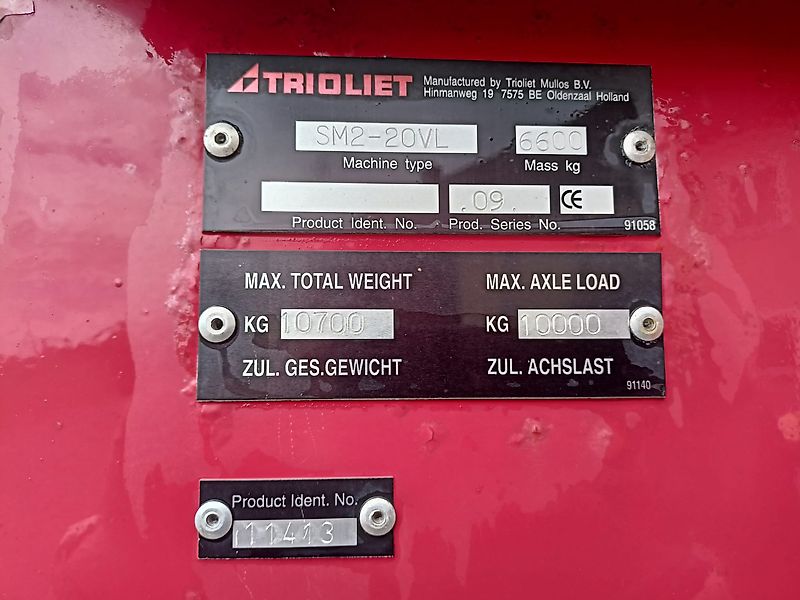 TRIOLIET Manufactured by Trioliet Mullos B.V.
Hinmanweg 19 7575 BE Oldenzaal Holland
SM2-20VL 6600
Machine type Mass kg
.09. CE
Product Ident. No. Prod. Series No. 91058
MAX. TOTAL WEIGHT MAX. AXLE LOAD
KG 10700 KG 10000
ZUL. GES.GEWICHT ZUL. ACHSLAST
91140
Product Ident. No.
11413